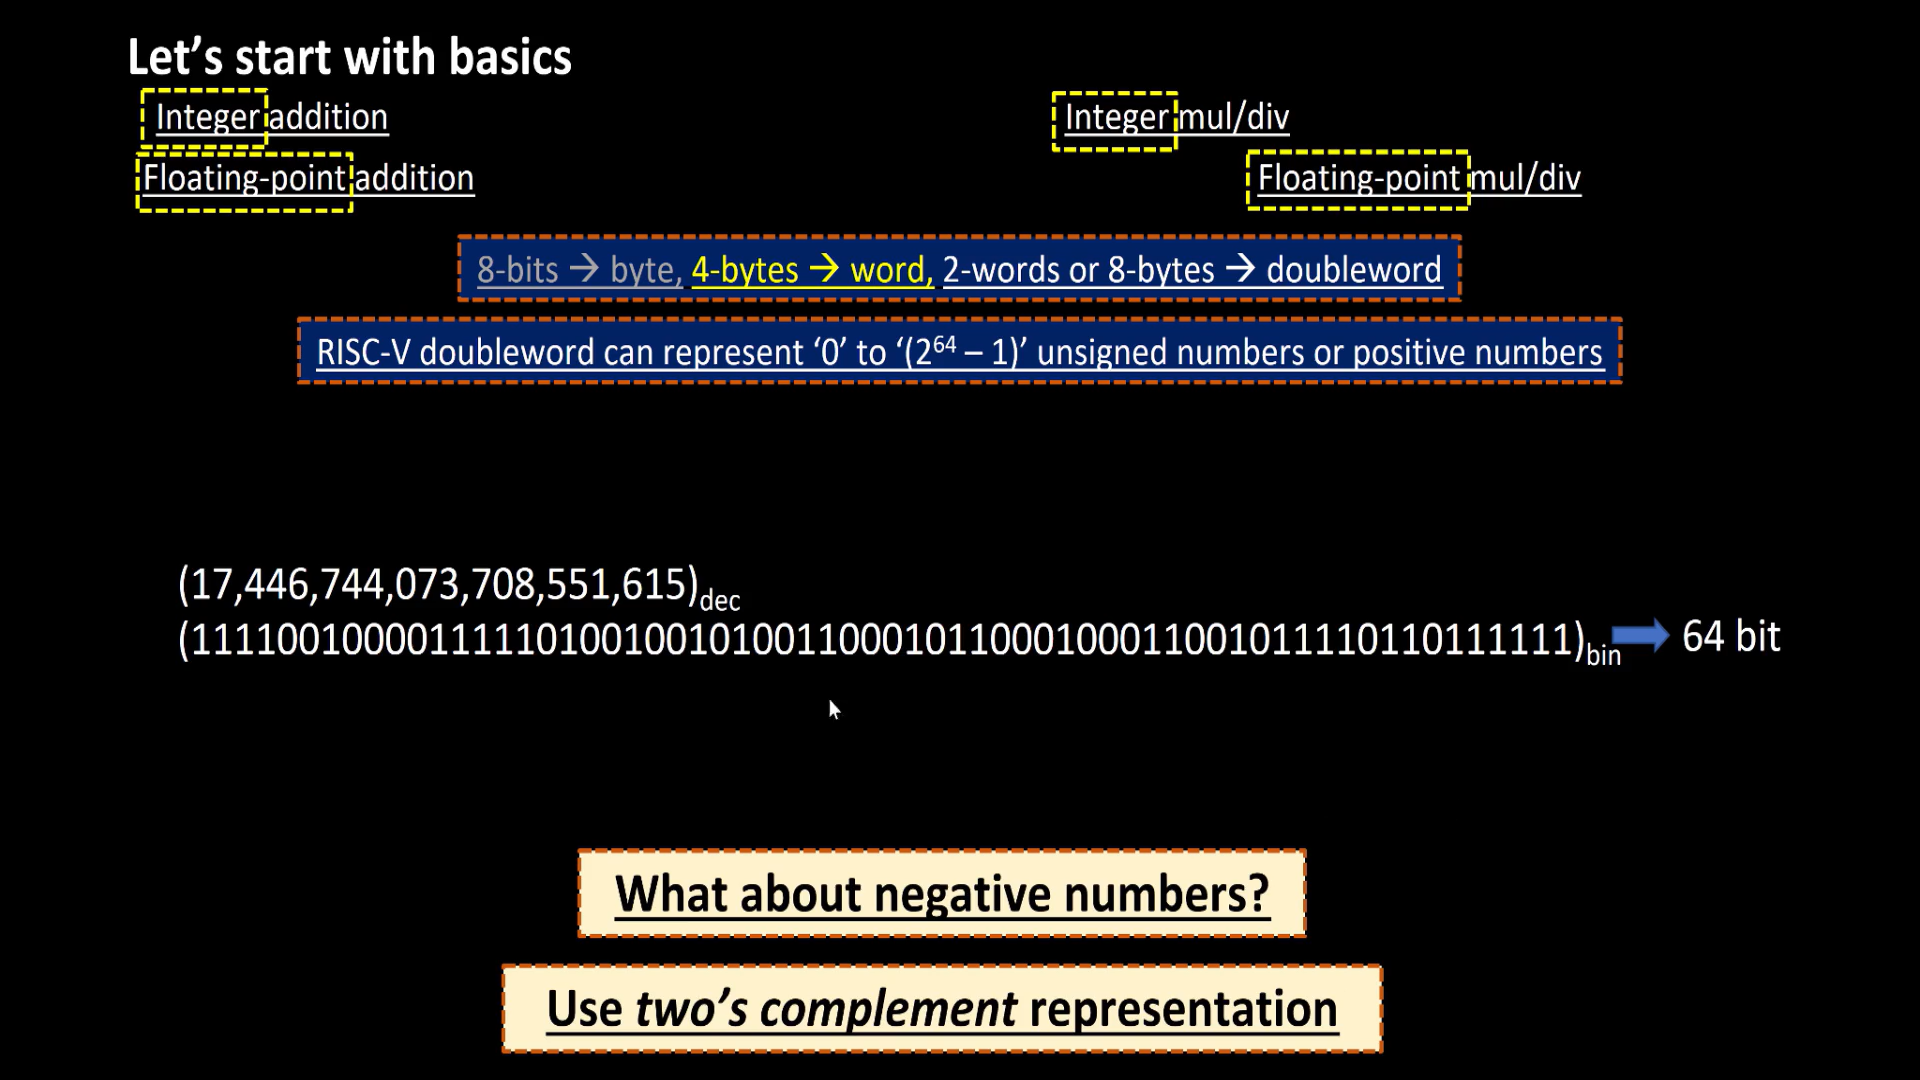 Let’s start with basics
Integer addition
Integer mul/div
Floating-point addition
Floating-point mul/div
8-bits → byte, 4-bytes → word, 2-words or 8-bytes → doubleword
RISC-V doubleword can represent ‘0’ to ‘(2⁶⁴ – 1)’ unsigned numbers or positive numbers
(17,446,744,073,708,551,615)dec
(1111001000011111010010010100110001011000100011001011110110111111)bin 64 bit
What about negative numbers?
Use two’s complement representation